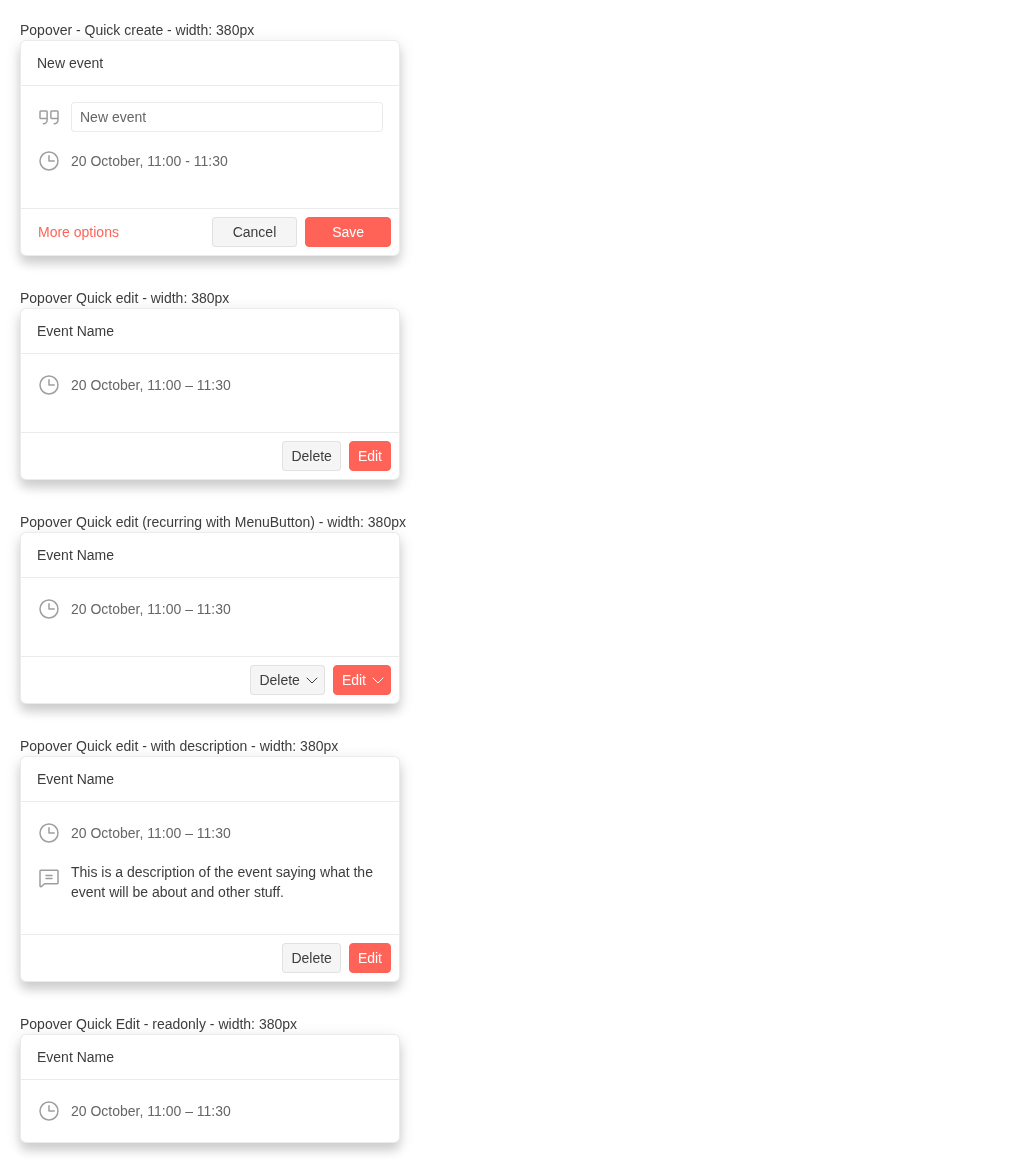 Popover - Quick create - width: 380px
New event
New event
20 October, 11:00 - 11:30
More options
Cancel
Save
Popover Quick edit - width: 380px
Event Name
20 October, 11:00 – 11:30
Delete
Edit
Popover Quick edit (recurring with MenuButton) - width: 380px
Event Name
20 October, 11:00 – 11:30
Delete
Edit
Popover Quick edit - with description - width: 380px
Event Name
20 October, 11:00 – 11:30
This is a description of the event saying what the
event will be about and other stuff.
Delete
Edit
Popover Quick Edit - readonly - width: 380px
Event Name
20 October, 11:00 – 11:30